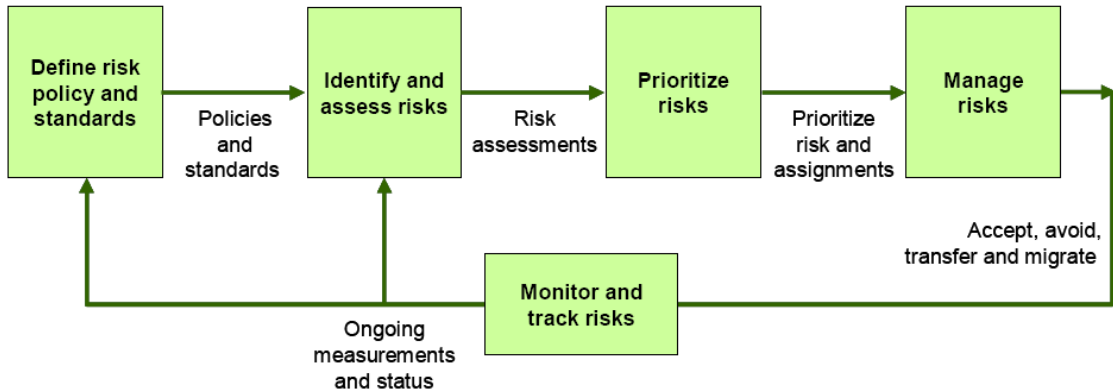 Define risk
policy and
standards
Policies
and
standards
Identify and
assess risks
Risk
assessments
Prioritize
risks
Prioritize
risk and
assignments
Manage
risks
Accept, avoid,
transfer and migrate
Monitor and
track risks
Ongoing
measurements
and status